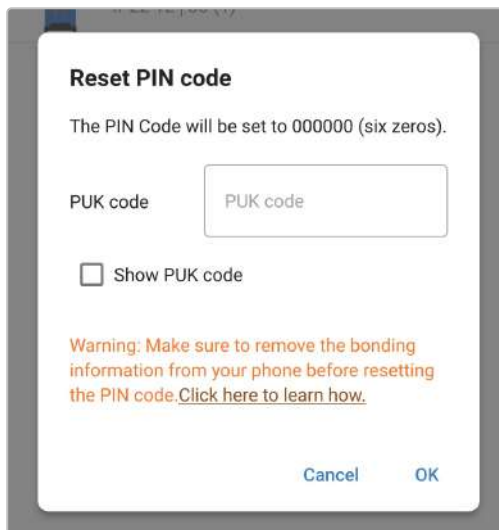 Reset PIN code
The PIN Code will be set to 000000 (six zeros).
PUK code
PUK code
Show PUK code
Warning: Make sure to remove the bonding
information from your phone before resetting
the PIN code.Click here to learn how.
Cancel OK